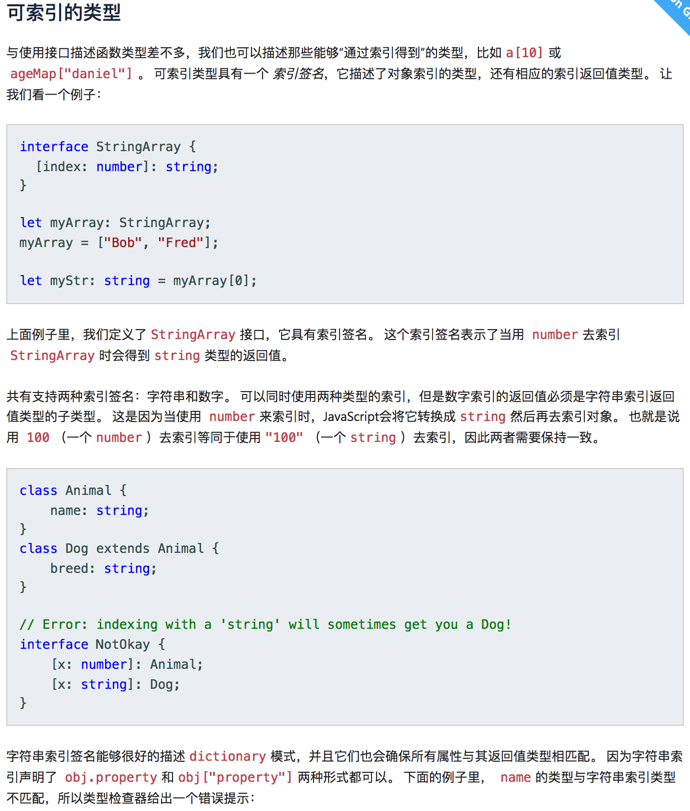 可索引的类型
与使用接口描述函数类型差不多，我们也可以描述那些能够“通过索引得到”的类型，比如 a[10] 或
ageMap["daniel"] 。 可索引类型具有一个 索引签名，它描述了对象索引的类型，还有相应的索引返回值类型。 让
我们看一个例子：
interface StringArray {
  [index: number]: string;
}
let myArray: StringArray;
myArray = ["Bob", "Fred"];
let myStr: string = myArray[0];
上面例子里，我们定义了 StringArray 接口，它具有索引签名。 这个索引签名表示了当用 number 去索引
StringArray 时会得到 string 类型的返回值。
共有支持两种索引签名：字符串和数字。 可以同时使用两种类型的索引，但是数字索引的返回值必须是字符串索引返回
值类型的子类型。 这是因为当使用 number 来索引时，JavaScript会将它转换成 string 然后再去索引对象。 也就是说
用 100 （一个 number ）去索引等同于使用 "100" （一个 string ）去索引，因此两者需要保持一致。
class Animal {
    name: string;
}
class Dog extends Animal {
    breed: string;
}
// Error: indexing with a 'string' will sometimes get you a Dog!
interface NotOkay {
    [x: number]: Animal;
    [x: string]: Dog;
}
字符串索引签名能够很好的描述 dictionary 模式，并且它们也会确保所有属性与其返回值类型相匹配。 因为字符串索
引声明了 obj.property 和 obj["property"] 两种形式都可以。 下面的例子里， name 的类型与字符串索引类型
不匹配，所以类型检查器给出一个错误提示：